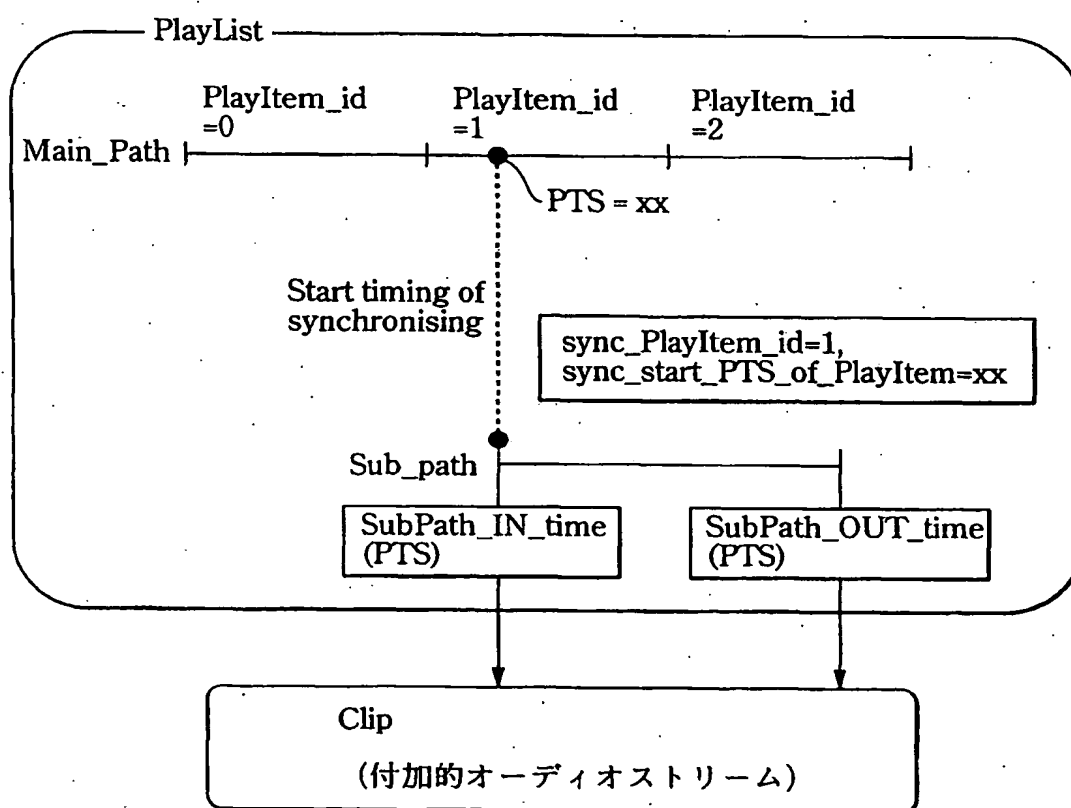 PlayList
PlayItem_id
=0
PlayItem_id
=1
PlayItem_id
=2
Main_Path
PTS = xx
Start timing of
synchronising
sync_PlayItem_id=1,
sync_start_PTS_of_PlayItem=xx
Sub_path
SubPath_IN_time
(PTS)
SubPath_OUT_time
(PTS)
Clip
(付加的オーディオストリーム)